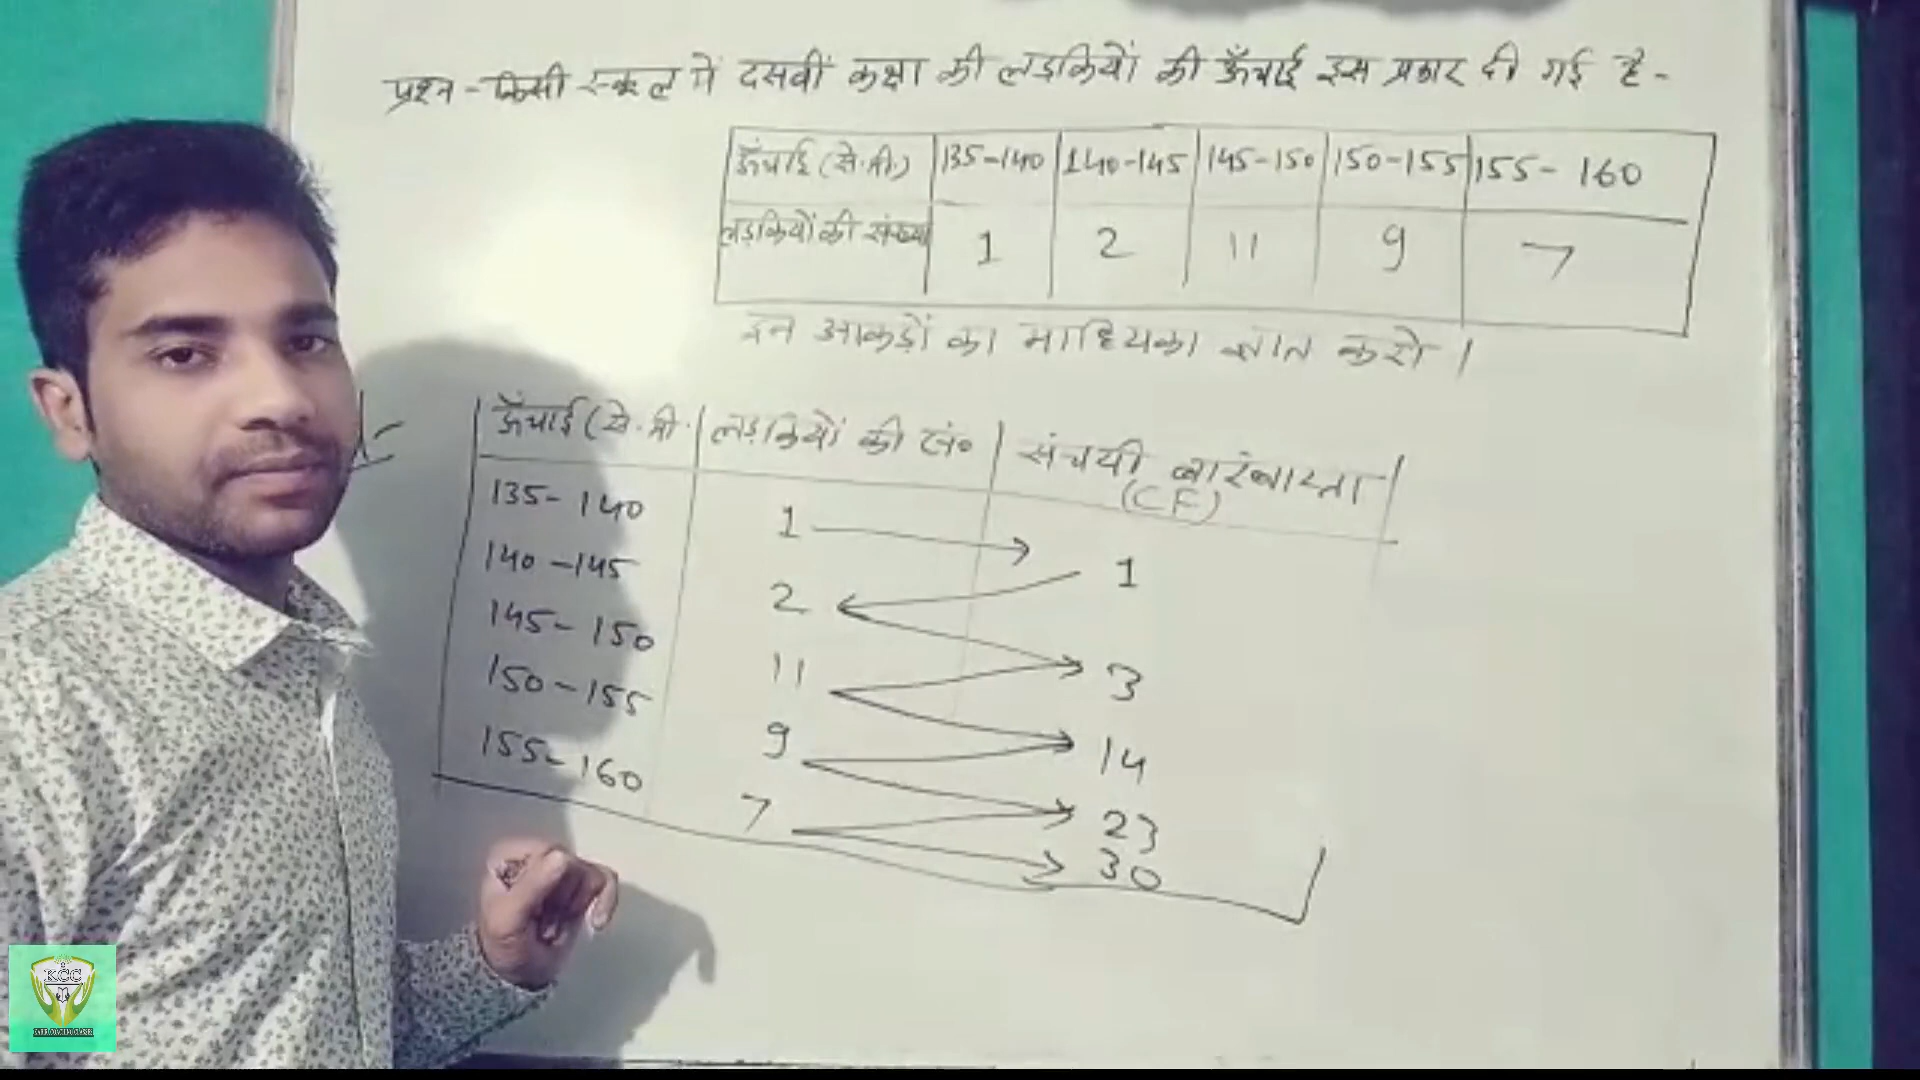 प्रश्न - किसी स्कूल में दसवीं कक्षा की लड़कियों की ऊँचाई इस प्रकार दी गई है -
ऊँचाई (से.मी.) 135-140 140-145 145-150 150-155 155-160
लड़कियों की संख्या 1 2 11 9 7
इन आकड़ों का माध्यिका ज्ञात करो।
ऊँचाई (से.मी. लड़कियों की सं० संचयी बारंबारता
(CF)
135-140 1 1
140-145 2 3
145-150 11 14
150-155 9 23
155-160 7 30
KCC